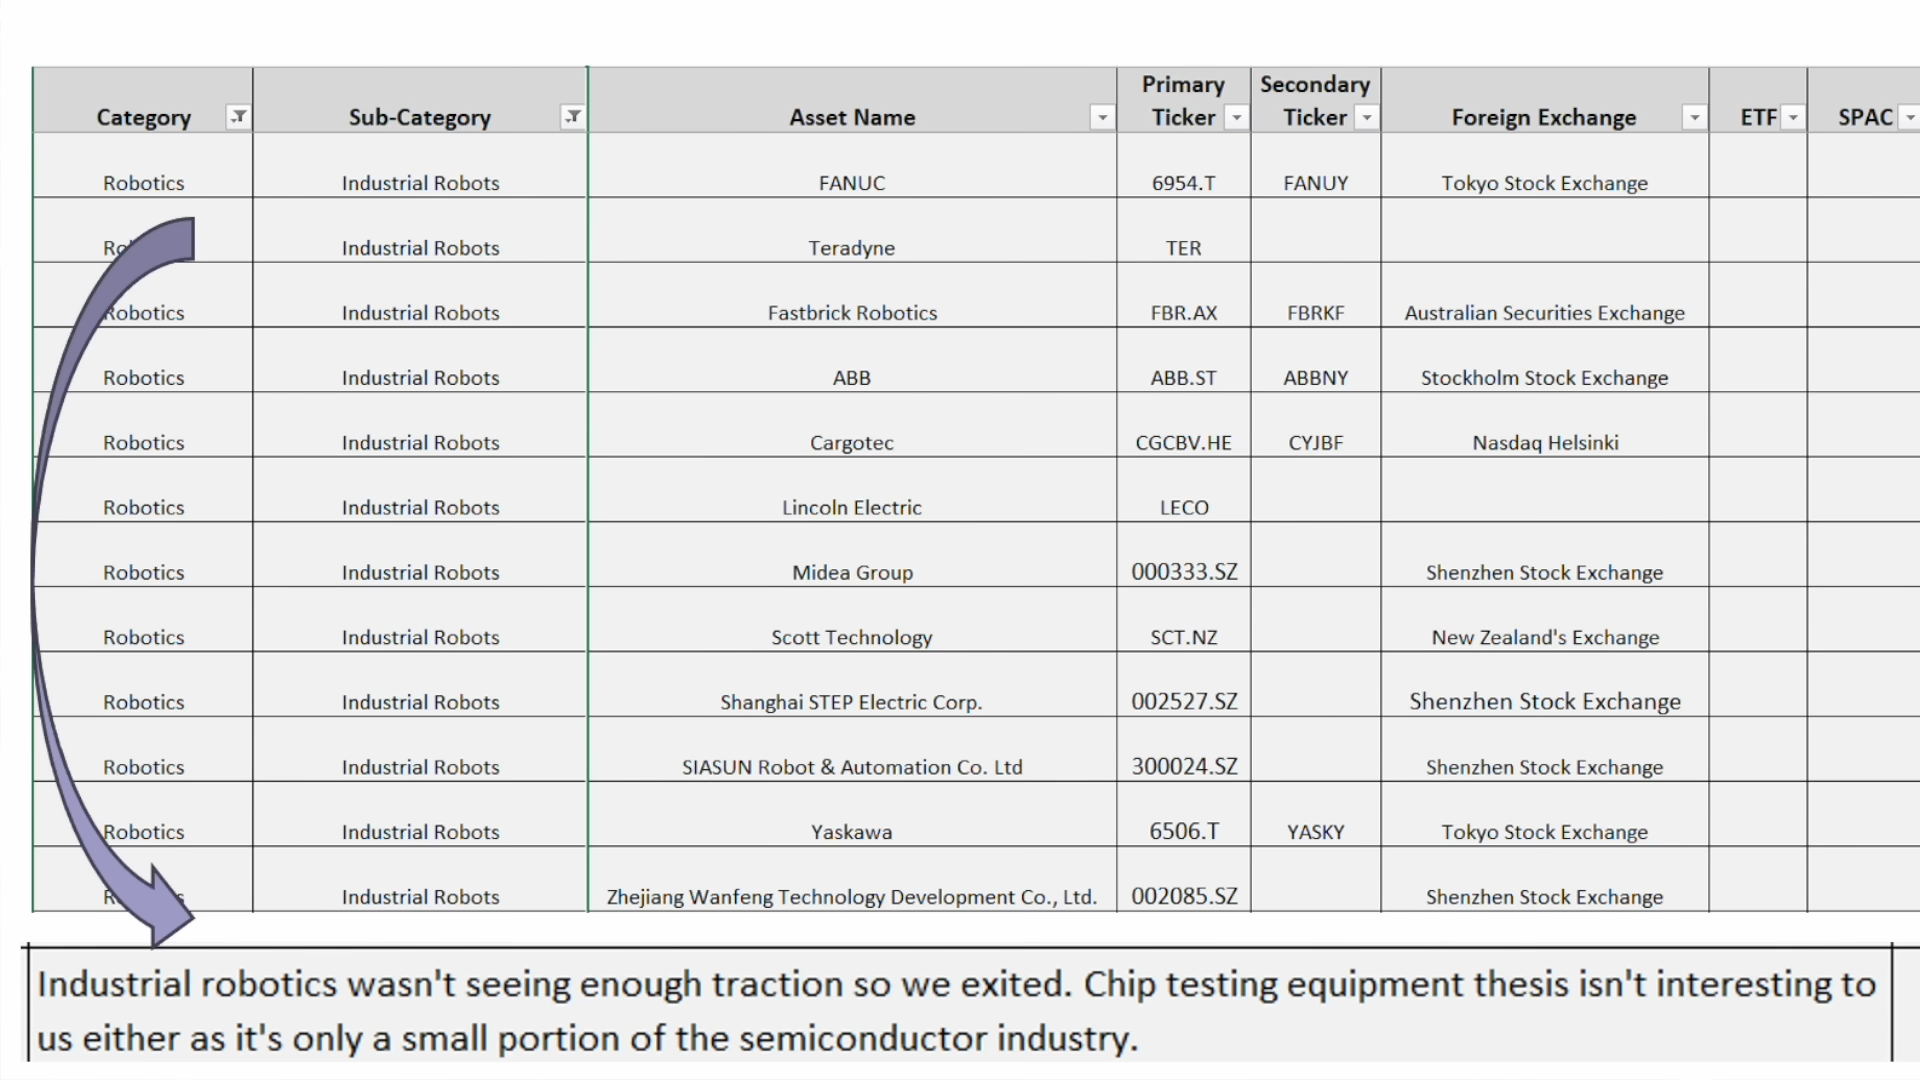 Category Sub-Category Asset Name Primary Ticker Secondary Ticker Foreign Exchange ETF SPAC
Robotics Industrial Robots FANUC 6954.T FANUY Tokyo Stock Exchange
Industrial Robots Teradyne TER
Robotics Industrial Robots Fastbrick Robotics FBR.AX FBRKF Australian Securities Exchange
Robotics Industrial Robots ABB ABB.ST ABBNY Stockholm Stock Exchange
Robotics Industrial Robots Cargotec CGCBV.HE CYJBF Nasdaq Helsinki
Robotics Industrial Robots Lincoln Electric LECO
Robotics Industrial Robots Midea Group 000333.SZ Shenzhen Stock Exchange
Robotics Industrial Robots Scott Technology SCT.NZ New Zealand's Exchange
Robotics Industrial Robots Shanghai STEP Electric Corp. 002527.SZ Shenzhen Stock Exchange
Robotics Industrial Robots SIASUN Robot & Automation Co. Ltd 300024.SZ Shenzhen Stock Exchange
Robotics Industrial Robots Yaskawa 6506.T YASKY Tokyo Stock Exchange
Industrial Robots Zhejiang Wanfeng Technology Development Co., Ltd. 002085.SZ Shenzhen Stock Exchange
Industrial robotics wasn't seeing enough traction so we exited. Chip testing equipment thesis isn't interesting to
us either as it's only a small portion of the semiconductor industry.